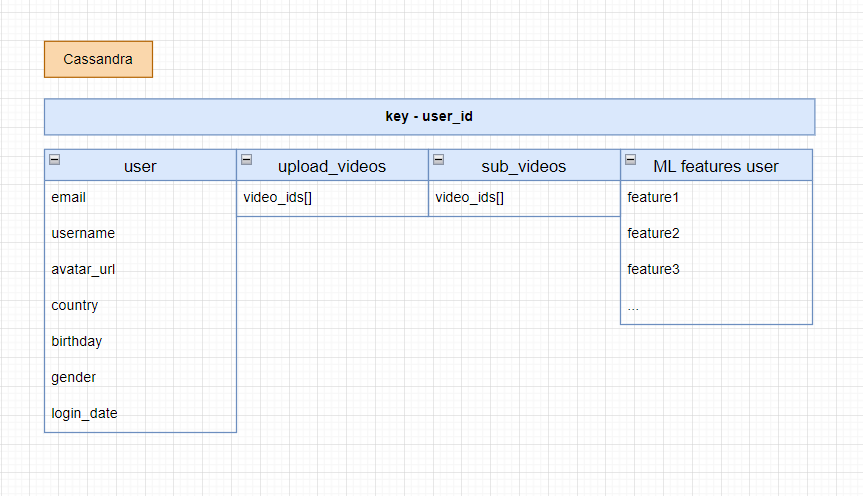 Cassandra
key - user_id
user
email
username
avatar_url
country
birthday
gender
login_date
upload_videos
video_ids[]
sub_videos
video_ids[]
ML features user
feature1
feature2
feature3
...